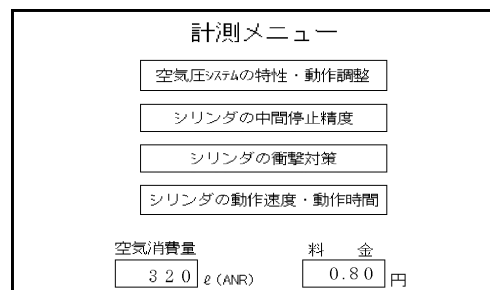 計測メニュー
空気圧ｼｽﾃﾑの特性・動作調整
シリンダの中間停止精度
シリンダの衝撃対策
シリンダの動作速度・動作時間
空気消費量 料 金
320 ℓ(ANR) 0.80 円